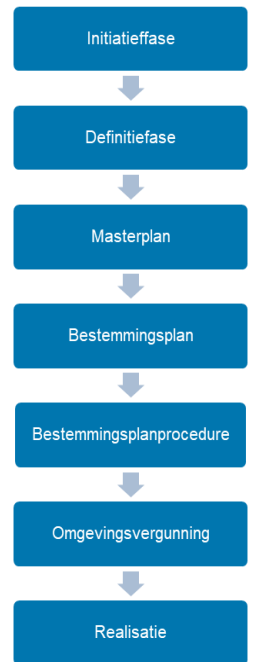 Initiatieffase
Definitiefase
Masterplan
Bestemmingsplan
Bestemmingsplanprocedure
Omgevingsvergunning
Realisatie